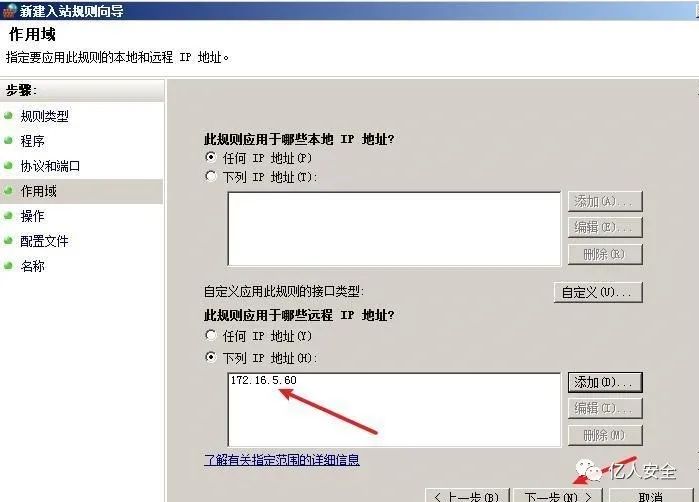 新建入站规则向导
作用域
指定要应用此规则的本地和远程 IP 地址。
步骤:
规则类型
程序
协议和端口
作用域
操作
配置文件
名称
此规则应用于哪些本地 IP 地址?
任何 IP 地址(P)
下列 IP 地址(T):
添加(A)...
编辑(E)...
删除(R)
自定义应用此规则的接口类型:
自定义(U)...
此规则应用于哪些远程 IP 地址?
任何 IP 地址(Y)
下列 IP 地址(H):
172.16.5.60
添加(D)...
编辑(I)...
删除(M)
了解有关指定范围的详细信息
亿人安全
< 上一步(B)
下一步(N) >
取消